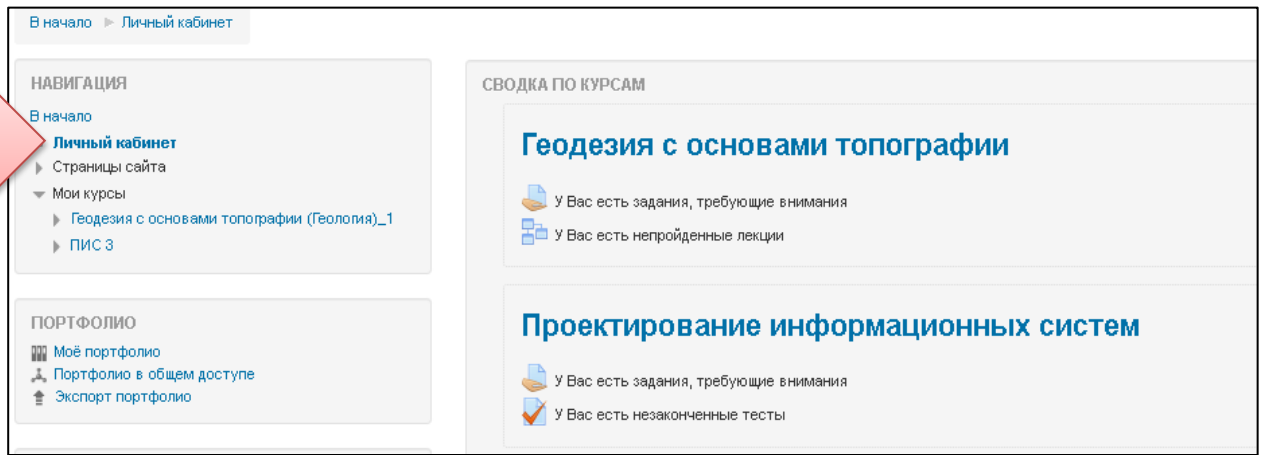 В начало ► Личный кабинет
НАВИГАЦИЯ
В начало
Личный кабинет
Страницы сайта
Мои курсы
Геодезия с основами топографии (Геология)_1
ПИС 3
ПОРТФОЛИО
Моё портфолио
Портфолио в общем доступе
Экспорт портфолио
СВОДКА ПО КУРСАМ
Геодезия с основами топографии
У Вас есть задания, требующие внимания
У Вас есть непройденные лекции
Проектирование информационных систем
У Вас есть задания, требующие внимания
У Вас есть незаконченные тесты